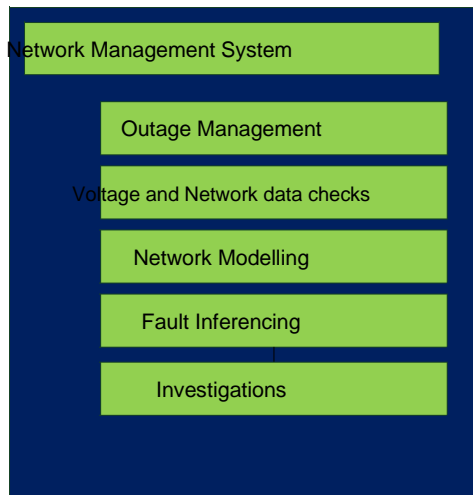 Network Management System
Outage Management
Voltage and Network data checks
Network Modelling
Fault Inferencing
Investigations